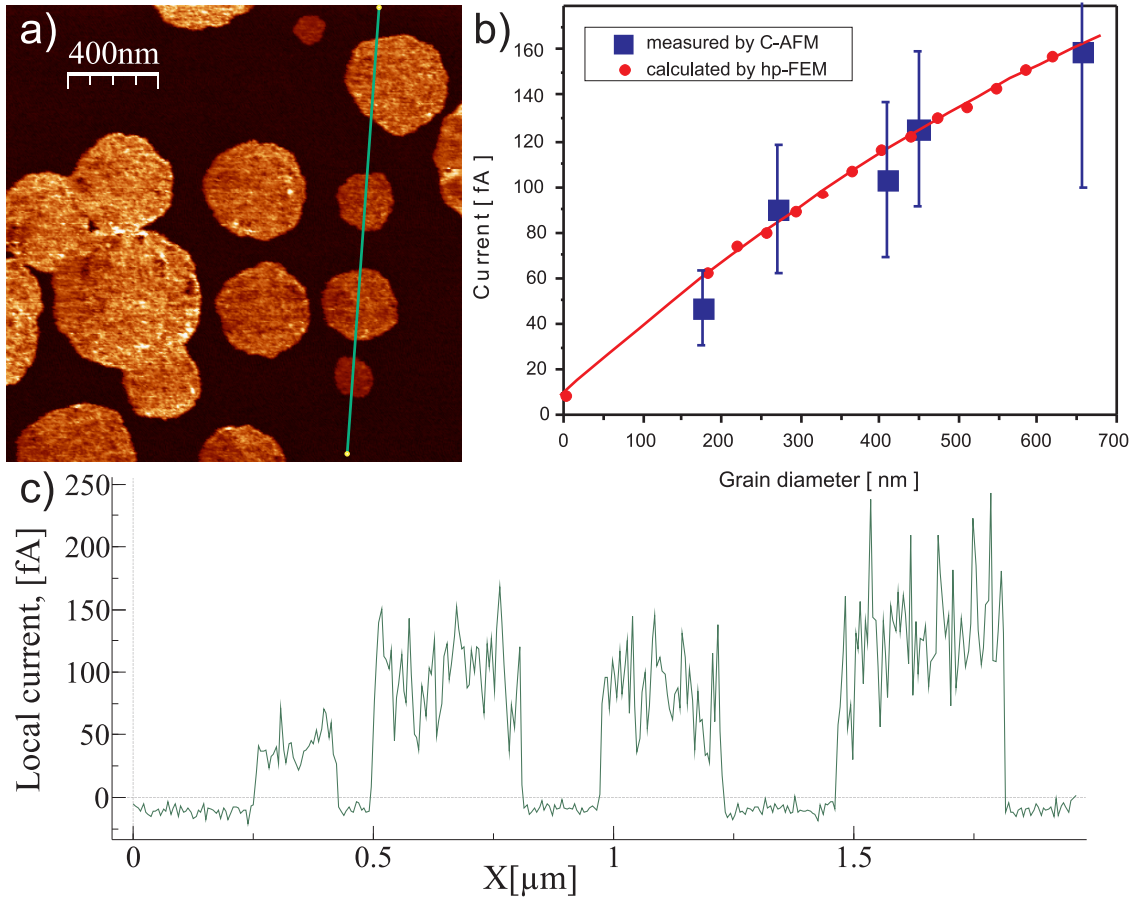 a)
400nm
b)
measured by C-AFM
calculated by hp-FEM
Current [ fA ]
160
140
120
100
80
60
40
20
0
0 100 200 300 400 500 600 700
Grain diameter [ nm ]
c)
Local current, [fA]
250
200
150
100
50
0
0 0.5 1 1.5
X[µm]